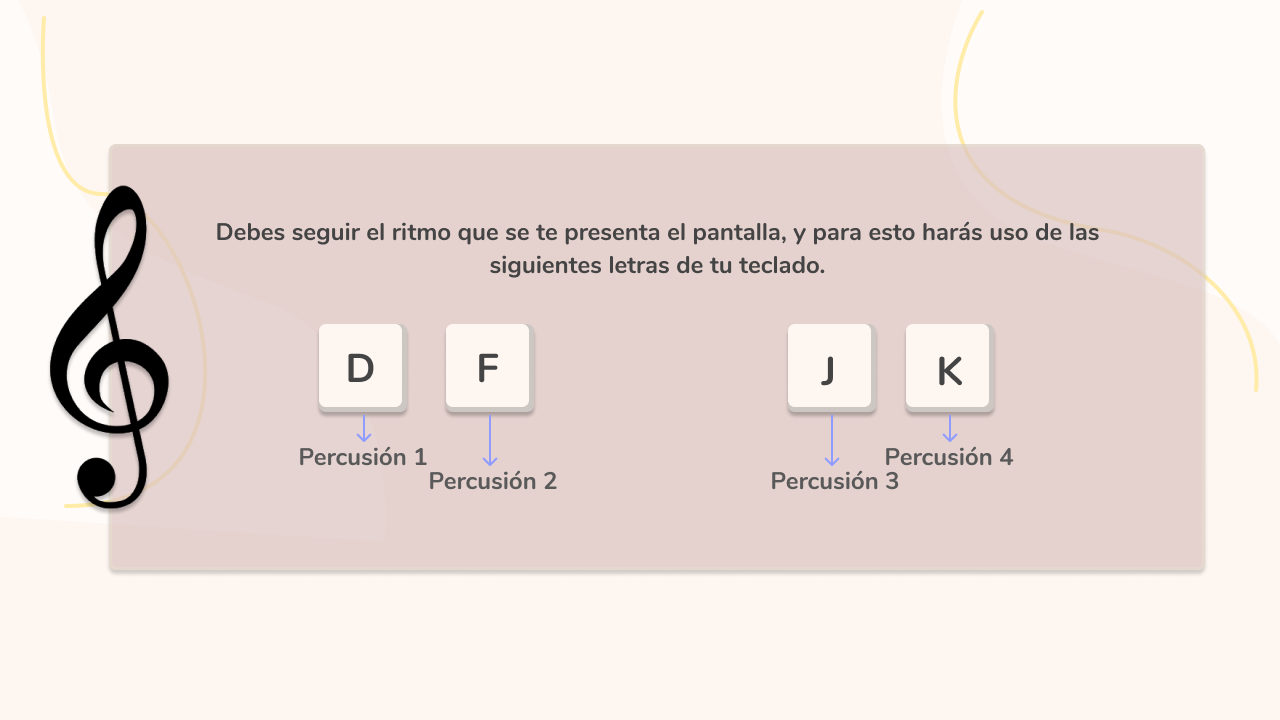 Debes seguir el ritmo que se te presenta el pantalla, y para esto harás uso de las
siguientes letras de tu teclado.
D F J K
Percusión 1 Percusión 4
Percusión 2 Percusión 3